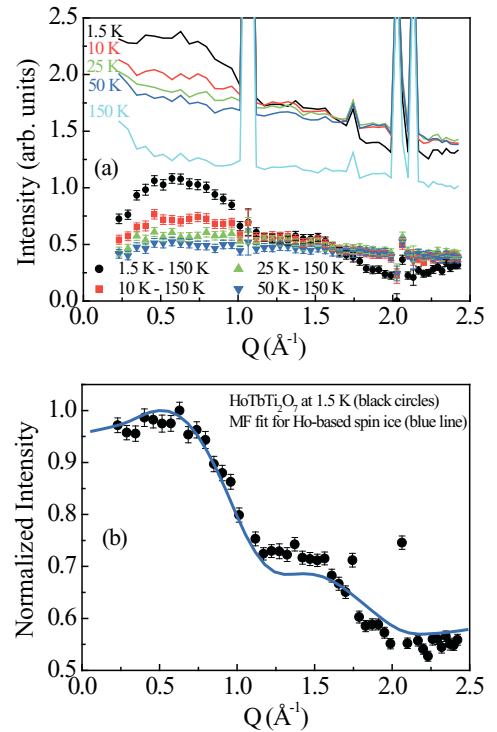 2.5
2.0
1.5
1.0
0.5
0.0
Intensity (arb. units)
1.5 K
10 K
25 K
50 K
150 K
(a)
1.5 K - 150 K
25 K - 150 K
10 K - 150 K
50 K - 150 K
0.0 0.5 1.0 1.5 2.0 2.5
Q (Å⁻¹)
1.0
0.9
0.8
0.7
0.6
0.5
Normalized Intensity
HoTbTi₂O₇ at 1.5 K (black circles)
MF fit for Ho-based spin ice (blue line)
(b)
0.0 0.5 1.0 1.5 2.0 2.5
Q (Å⁻¹)